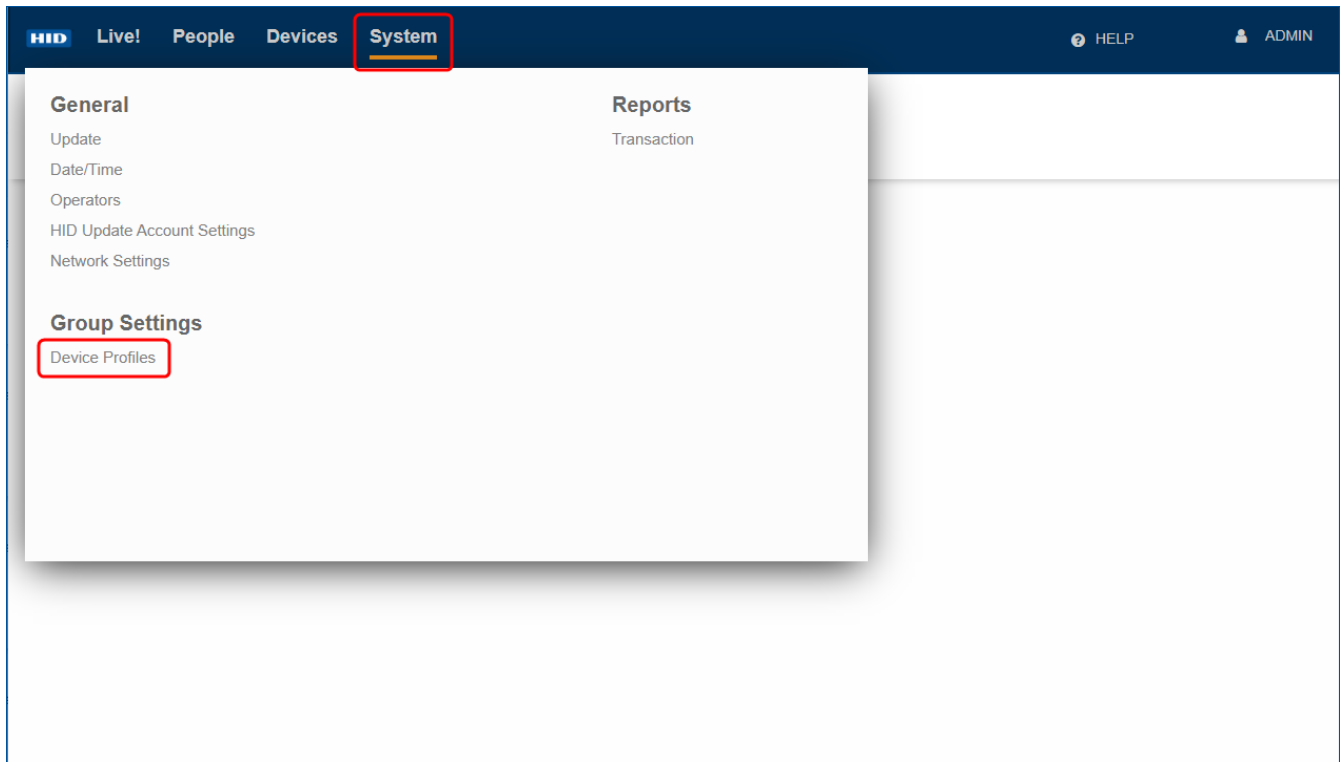 HID Live! People Devices System HELP ADMIN
General
Update
Date/Time
Operators
HID Update Account Settings
Network Settings
Group Settings
Device Profiles
Reports
Transaction